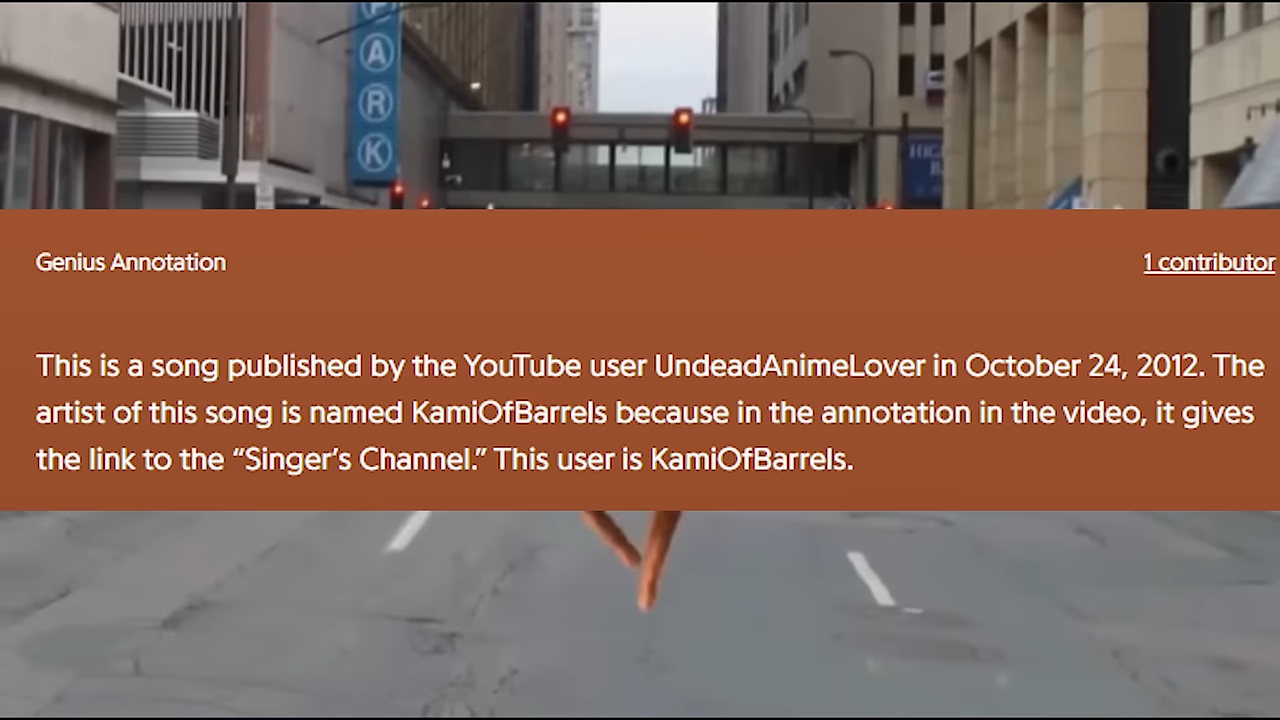 PARK
HIG
B
Genius Annotation
1 contributor
This is a song published by the YouTube user UndeadAnimeLover in October 24, 2012. The
artist of this song is named KamiOfBarrels because in the annotation in the video, it gives
the link to the “Singer’s Channel.” This user is KamiOfBarrels.